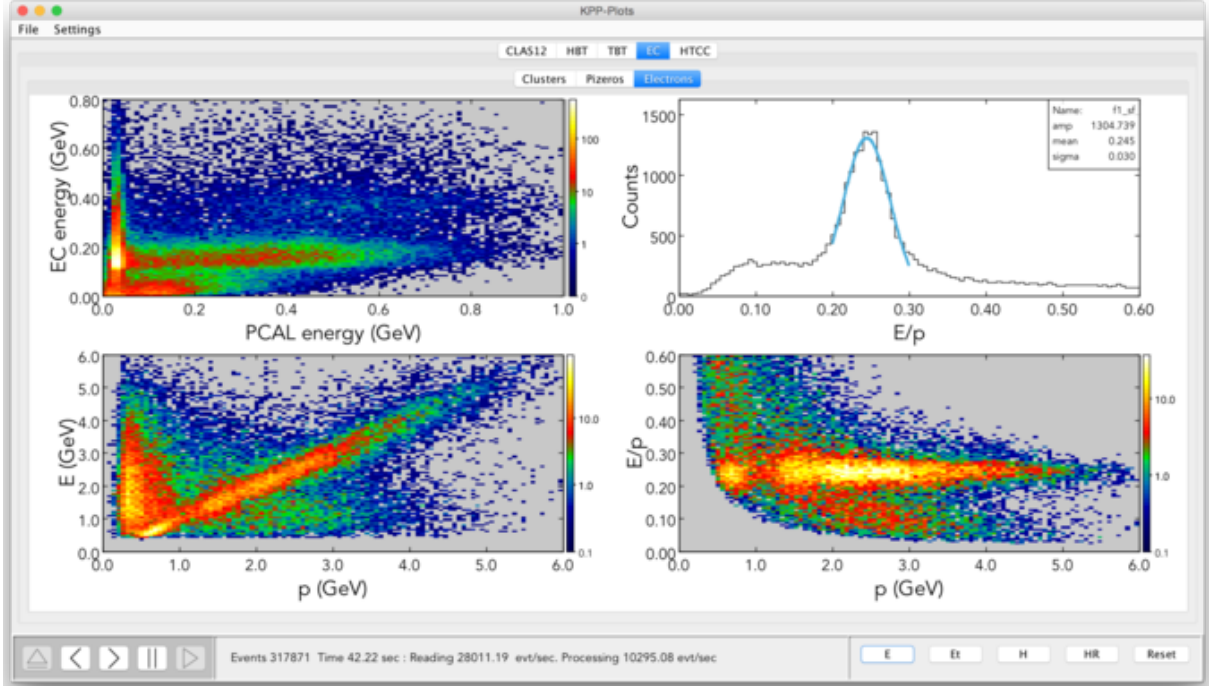 KPP-Plots
File Settings
CLAS12 HBT TBT EC HTCC
Clusters Pizeros Electrons
0.80
0.60
0.40
0.20
0.00
EC energy (GeV)
100
10
1
0
0.0 0.2 0.4 0.6 0.8 1.0
PCAL energy (GeV)
1500
1000
500
0
Counts
Name: f1_sf
amp 1304.739
mean 0.245
sigma 0.030
0.00 0.10 0.20 0.30 0.40 0.50 0.60
E/p
6.0
5.0
4.0
3.0
2.0
1.0
0.0
E (GeV)
10.0
1.0
0.1
0.0 1.0 2.0 3.0 4.0 5.0 6.0
p (GeV)
0.60
0.50
0.40
0.30
0.20
0.10
0.00
E/p
10.0
1.0
0.1
0.0 1.0 2.0 3.0 4.0 5.0 6.0
p (GeV)
Events 317871 Time 42.22 sec : Reading 28011.19 evt/sec. Processing 10295.08 evt/sec
E Et H HR Reset